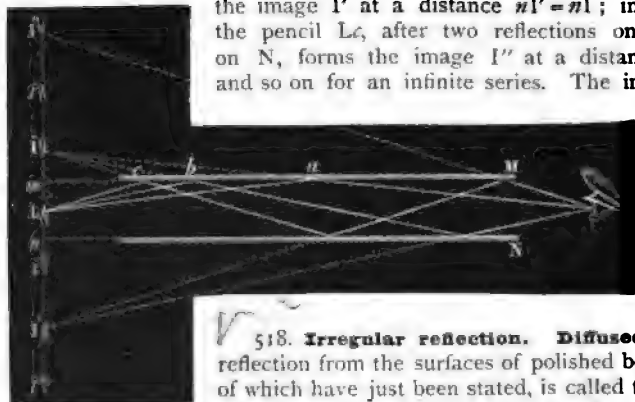 the image I' at a distance nI' = nI ; in
the pencil Lc, after two reflections on
on N, forms the image I'' at a distan
and so on for an infinite series. The in
c b a M
L
N
518. Irregular reflection. Diffused
reflection from the surfaces of polished b
of which have just been stated, is called t